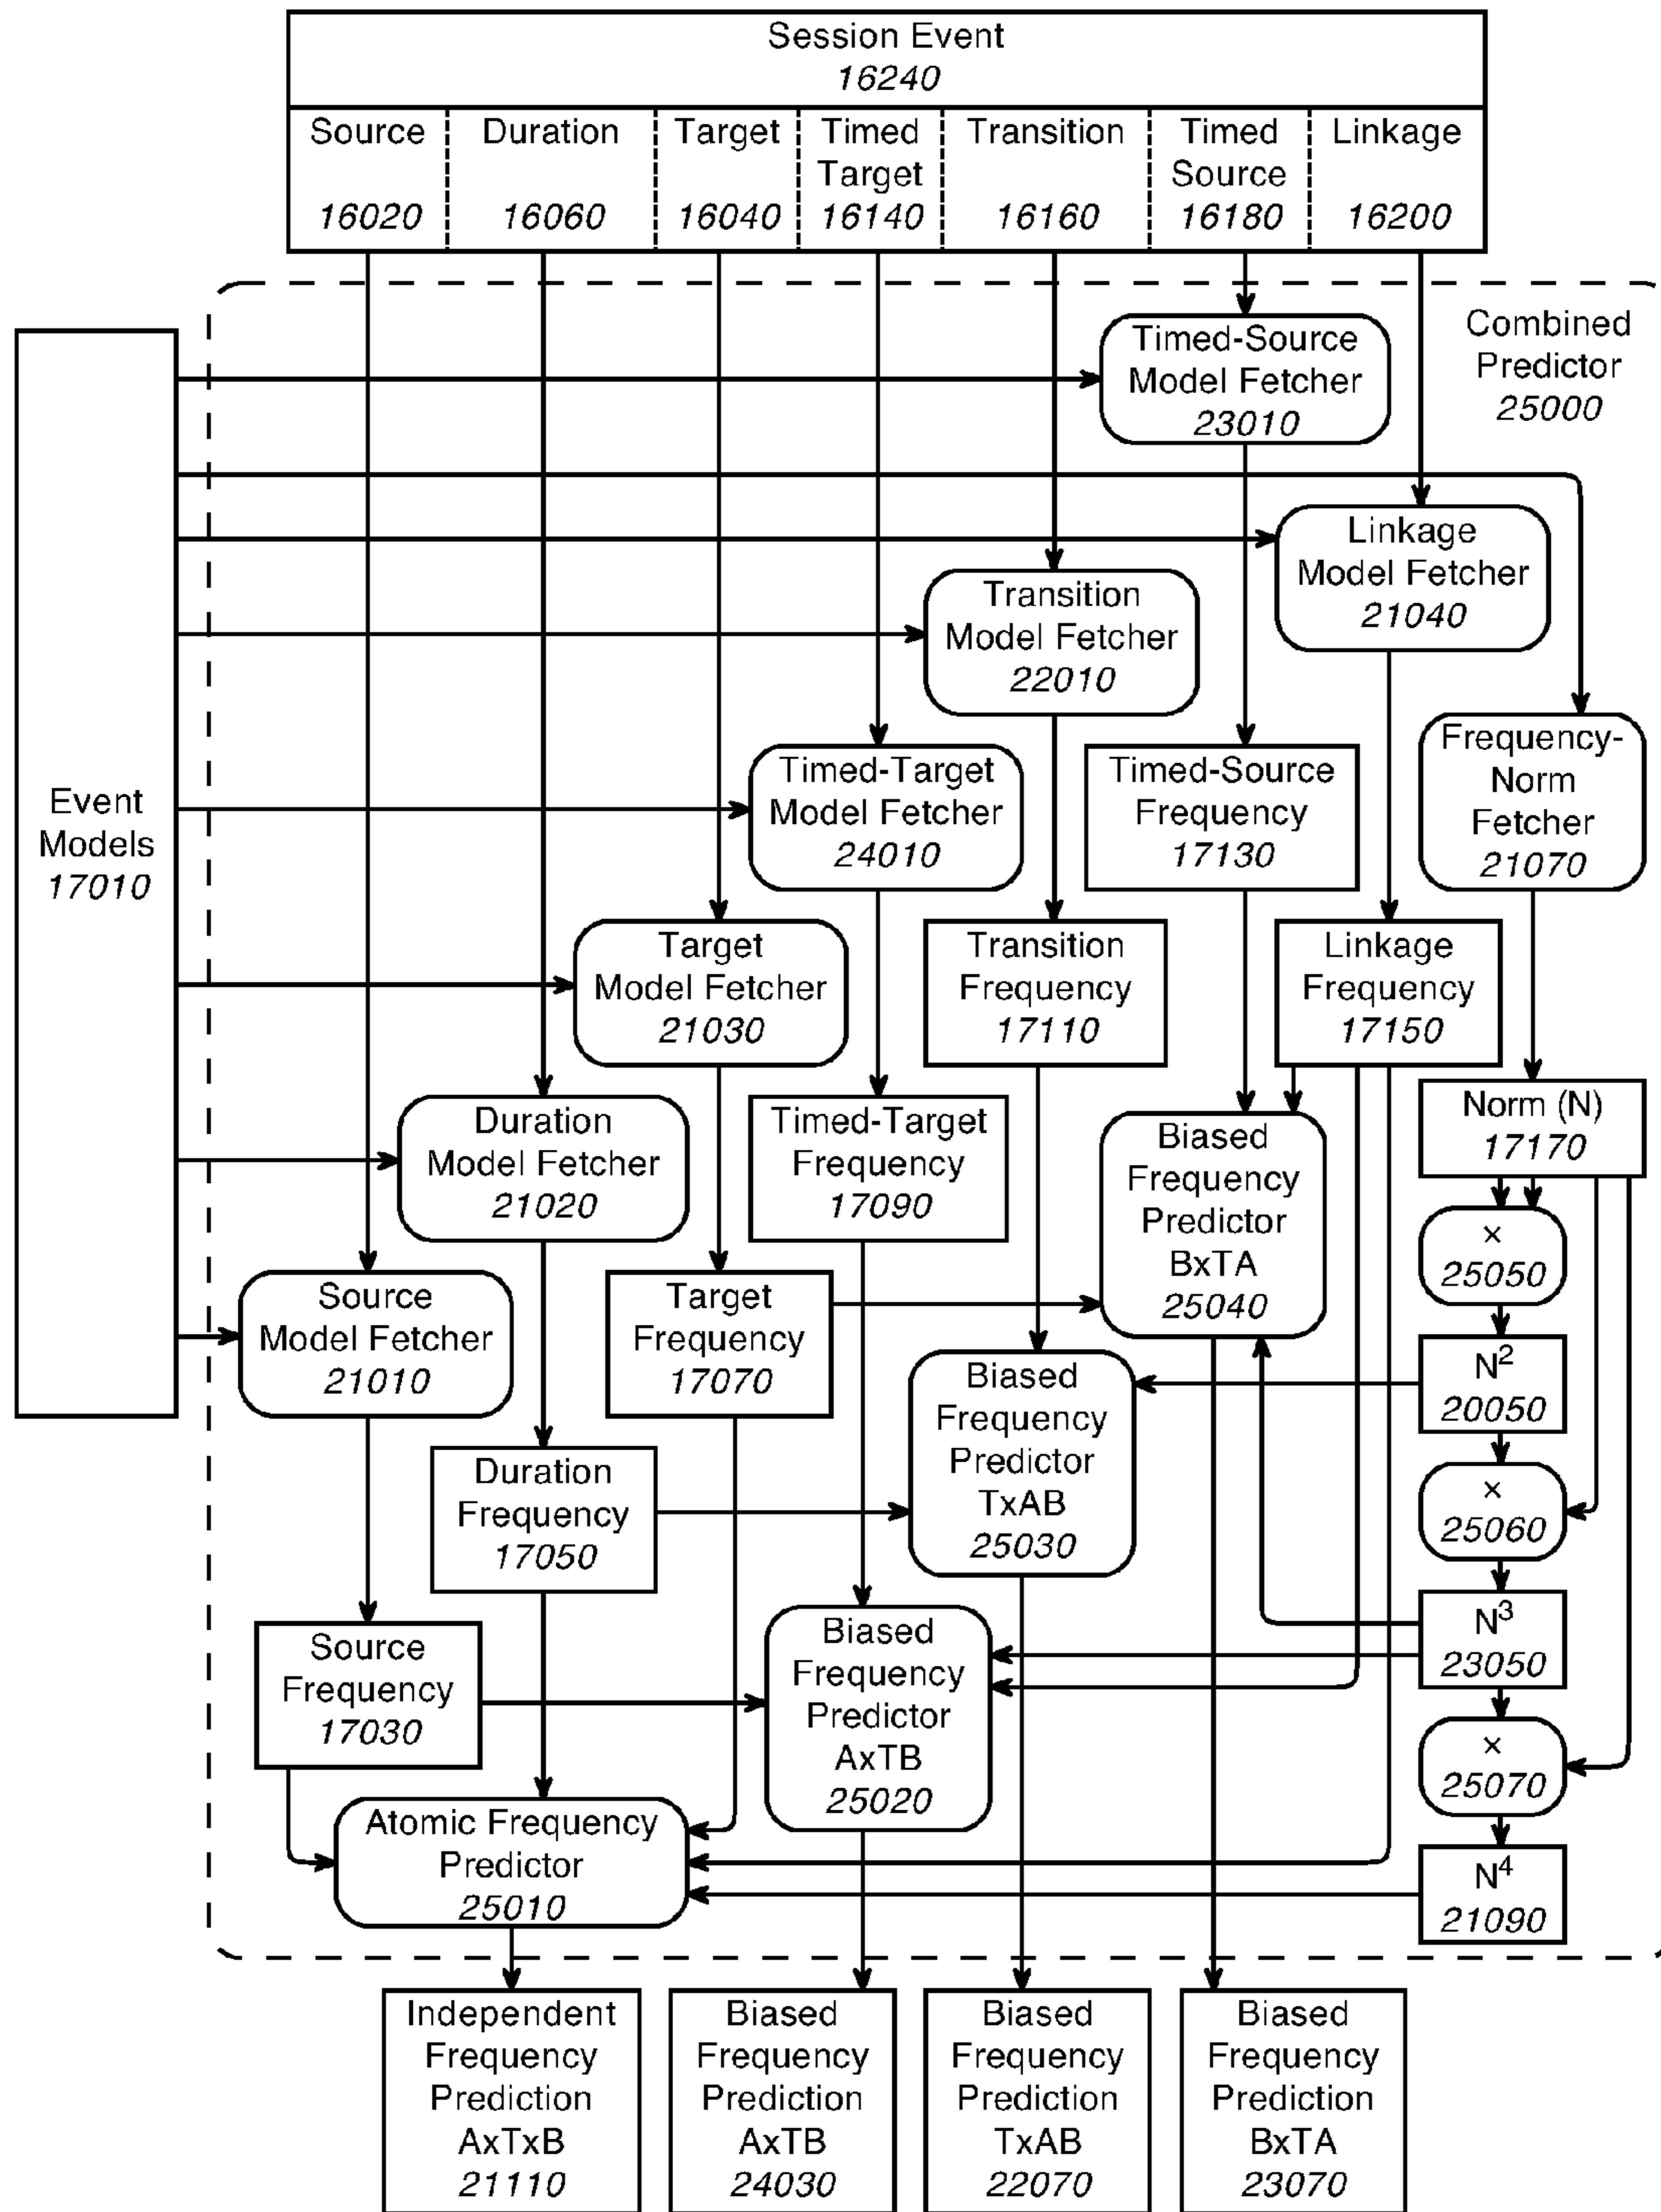 Session Event
16240
Source
16020
Duration
16060
Target
16040
Timed
Target
16140
Transition
16160
Timed
Source
16180
Linkage
16200
Combined
Predictor
25000
Event
Models
17010
Timed-Source
Model Fetcher
23010
Linkage
Model Fetcher
21040
Transition
Model Fetcher
22010
Frequency-
Norm
Fetcher
21070
Timed-Target
Model Fetcher
24010
Timed-Source
Frequency
17130
Target
Model Fetcher
21030
Transition
Frequency
17110
Linkage
Frequency
17150
Norm (N)
17170
Duration
Model Fetcher
21020
Timed-Target
Frequency
17090
Biased
Frequency
Predictor
BxTA
25040
×
25050
Source
Model Fetcher
21010
Target
Frequency
17070
Biased
Frequency
Predictor
TxAB
25030
N²
20050
Duration
Frequency
17050
×
25060
Source
Frequency
17030
Biased
Frequency
Predictor
AxTB
25020
N³
23050
×
25070
Atomic Frequency
Predictor
25010
N⁴
21090
Independent
Frequency
Prediction
AxTxB
21110
Biased
Frequency
Prediction
AxTB
24030
Biased
Frequency
Prediction
TxAB
22070
Biased
Frequency
Prediction
BxTA
23070